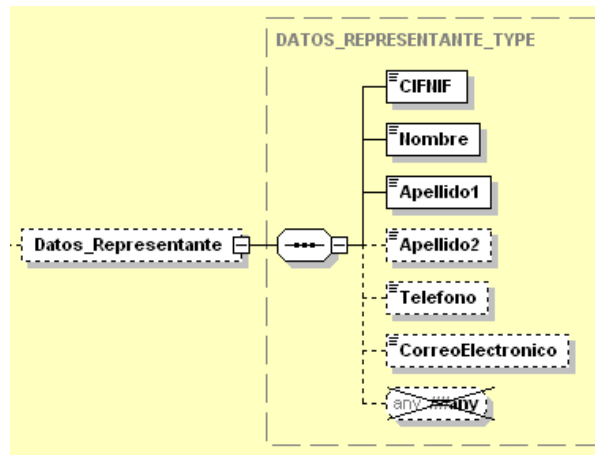 DATOS_REPRESENTANTE_TYPE
CIFNIF
Nombre
Apellido1
Datos_Representante
Apellido2
Telefono
CorreoElectronico
any ##any